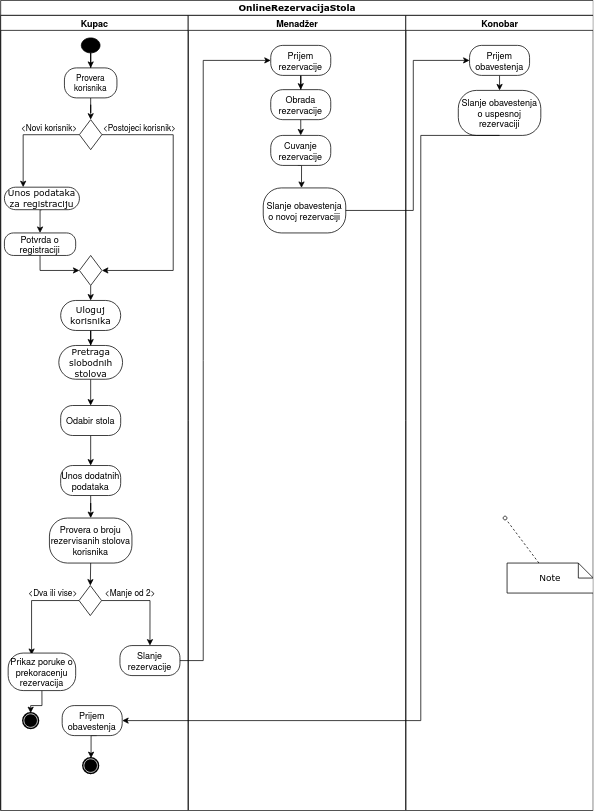 OnlineRezervacijaStola
Kupac
Menadžer
Konobar
Provera
korisnika
<Novi korisnik>
<Postojeci korisnik>
Unos podataka
za registraciju
Potvrda o
registraciji
Uloguj
korisnika
Pretraga
slobodnih
stolova
Odabir stola
Unos dodatnih
podataka
Provera o broju
rezervisanih stolova
korisnika
<Dva ili vise>
<Manje od 2>
Prikaz poruke o
prekoracenju
rezervacija
Slanje
rezervacije
Prijem
obavestenja
Prijem
rezervacije
Obrada
rezervacije
Cuvanje
rezervacije
Slanje obavestenja
o novoj rezervaciji
Prijem
obavestenja
Slanje obavestenja
o uspesnoj
rezervaciji
Note